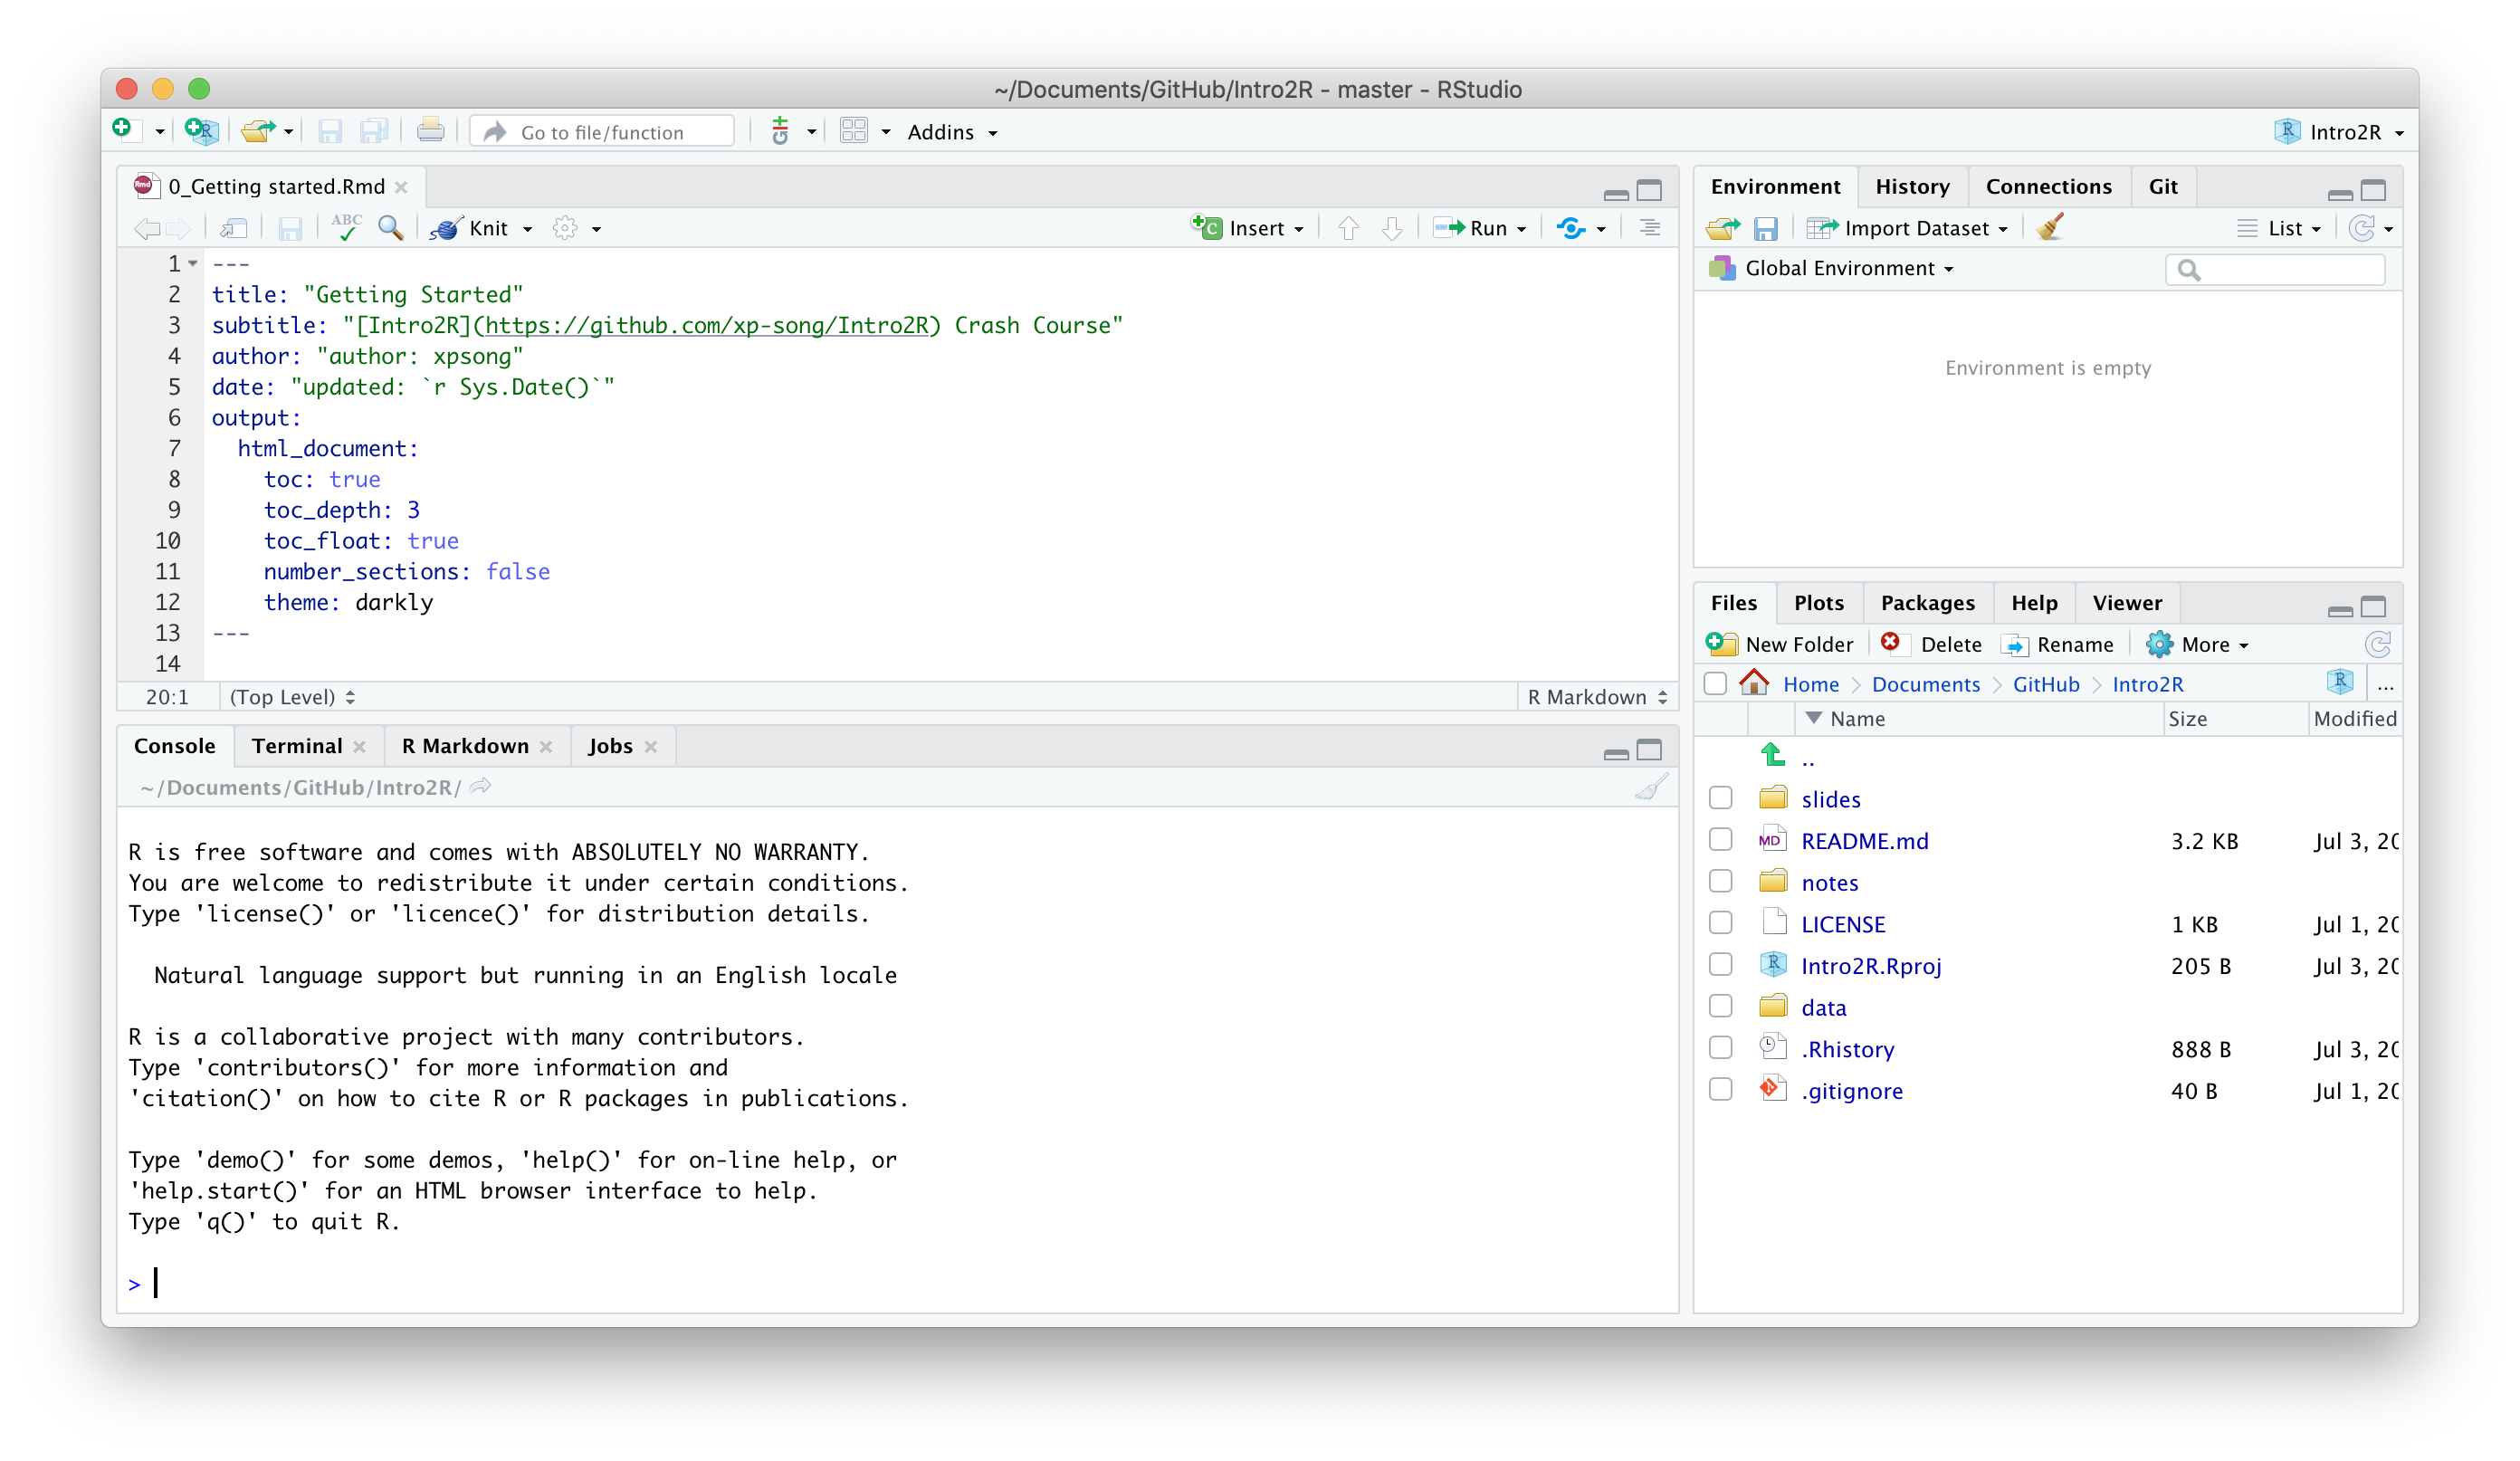 ~/Documents/GitHub/Intro2R - master - RStudio
Go to file/function
Addins
Intro2R
0_Getting started.Rmd
ABC
Knit
Insert
Run
1 ---
2 title: "Getting Started"
3 subtitle: "[Intro2R](https://github.com/xp-song/Intro2R) Crash Course"
4 author: "author: xpsong"
5 date: "updated: `r Sys.Date()`"
6 output:
7   html_document:
8     toc: true
9     toc_depth: 3
10     toc_float: true
11     number_sections: false
12     theme: darkly
13 ---
14
20:1 (Top Level) R Markdown
Console Terminal R Markdown Jobs
~/Documents/GitHub/Intro2R/
R is free software and comes with ABSOLUTELY NO WARRANTY.
You are welcome to redistribute it under certain conditions.
Type 'license()' or 'licence()' for distribution details.
  Natural language support but running in an English locale
R is a collaborative project with many contributors.
Type 'contributors()' for more information and
'citation()' on how to cite R or R packages in publications.
Type 'demo()' for some demos, 'help()' for on-line help, or
'help.start()' for an HTML browser interface to help.
Type 'q()' to quit R.
>
Environment History Connections Git
Import Dataset List
Global Environment
Environment is empty
Files Plots Packages Help Viewer
New Folder Delete Rename More
Home Documents GitHub Intro2R ...
Name Size Modified
..
slides
README.md 3.2 KB Jul 3, 20
notes
LICENSE 1 KB Jul 1, 20
Intro2R.Rproj 205 B Jul 3, 20
data
.Rhistory 888 B Jul 3, 20
.gitignore 40 B Jul 1, 20